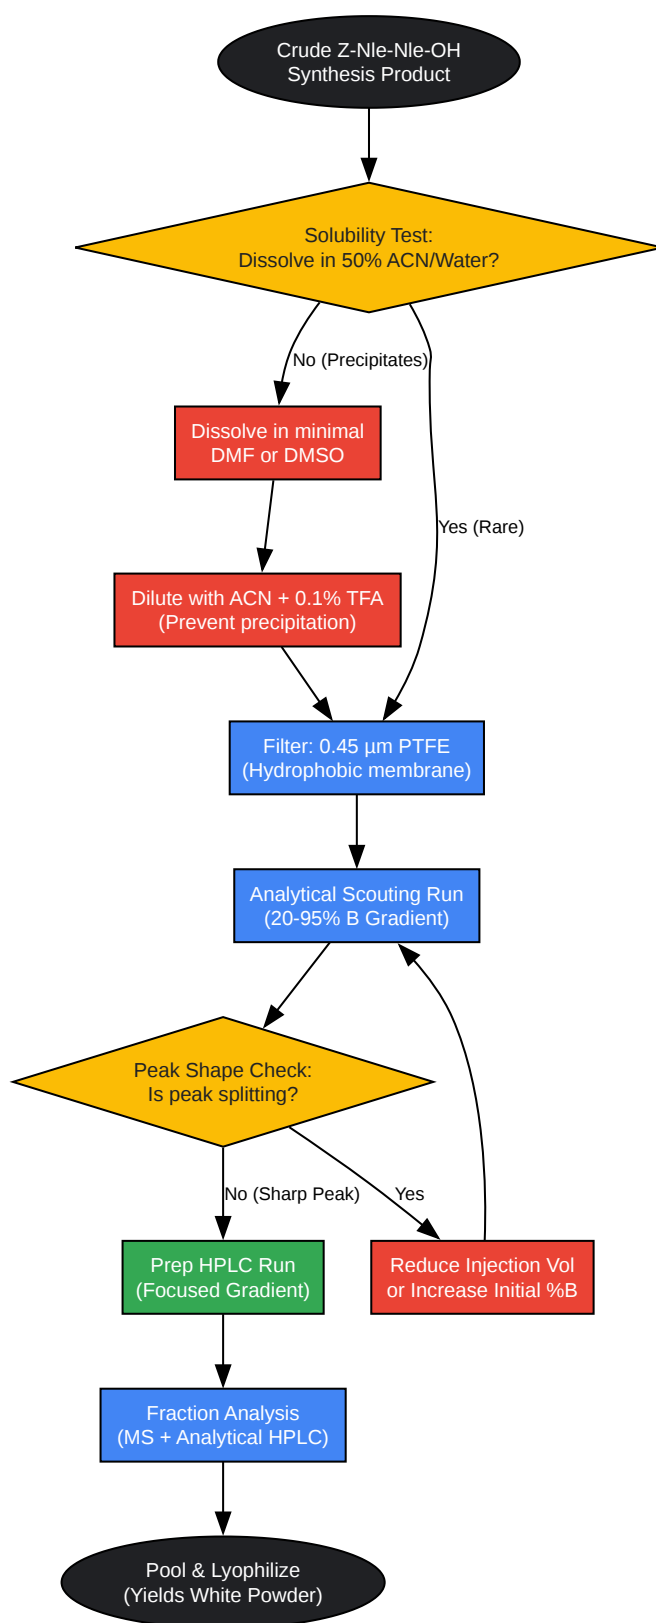 Crude Z-Nle-Nle-OH
Synthesis Product
Solubility Test:
Dissolve in 50% ACN/Water?
No (Precipitates)
Dissolve in minimal
DMF or DMSO
Yes (Rare)
Dilute with ACN + 0.1% TFA
(Prevent precipitation)
Filter: 0.45 µm PTFE
(Hydrophobic membrane)
Analytical Scouting Run
(20-95% B Gradient)
Peak Shape Check:
Is peak splitting?
No (Sharp Peak)
Yes
Prep HPLC Run
(Focused Gradient)
Reduce Injection Vol
or Increase Initial %B
Fraction Analysis
(MS + Analytical HPLC)
Pool & Lyophilize
(Yields White Powder)